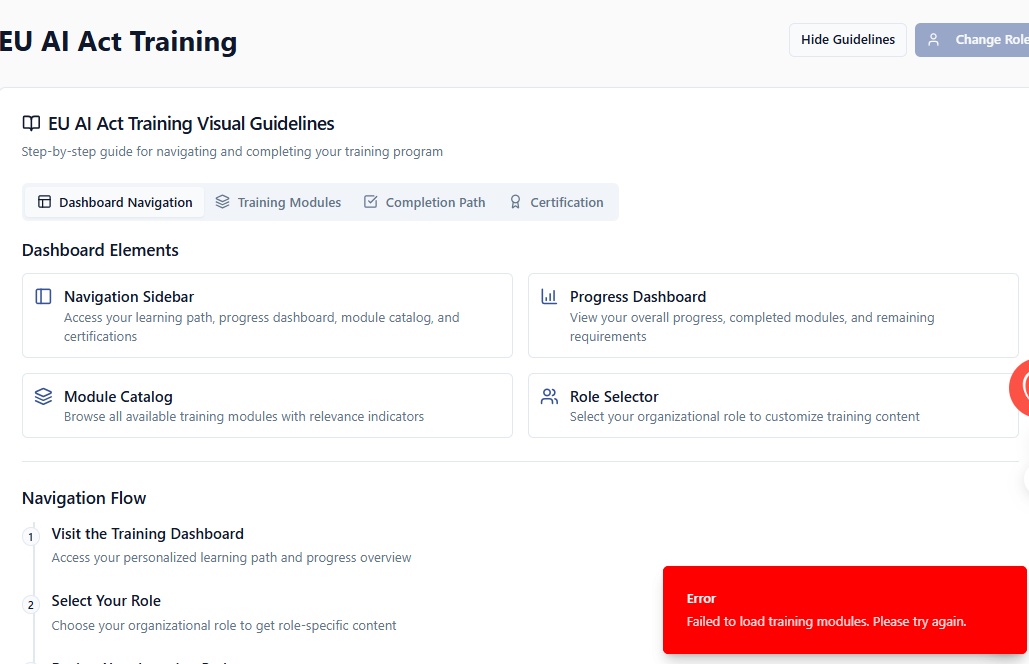 EU AI Act Training
Hide Guidelines
Change Role
EU AI Act Training Visual Guidelines
Step-by-step guide for navigating and completing your training program
Dashboard Navigation
Training Modules
Completion Path
Certification
Dashboard Elements
Navigation Sidebar
Access your learning path, progress dashboard, module catalog, and
certifications
Progress Dashboard
View your overall progress, completed modules, and remaining
requirements
Module Catalog
Browse all available training modules with relevance indicators
Role Selector
Select your organizational role to customize training content
Navigation Flow
1
Visit the Training Dashboard
Access your personalized learning path and progress overview
2
Select Your Role
Choose your organizational role to get role-specific content
Error
Failed to load training modules. Please try again.